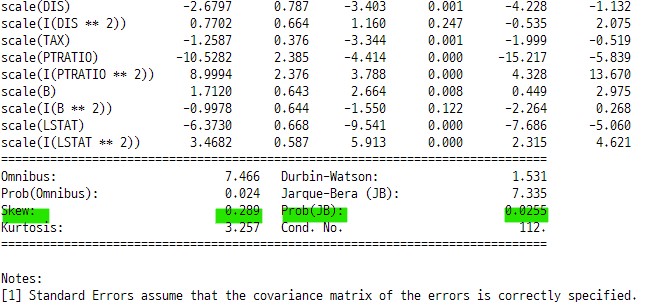 scale(DIS) -2.6797 0.787 -3.403 0.001 -4.228 -1.132
scale(I(DIS ** 2)) 0.7702 0.664 1.160 0.247 -0.535 2.075
scale(TAX) -1.2587 0.376 -3.344 0.001 -1.999 -0.519
scale(PTRATIO) -10.5282 2.385 -4.414 0.000 -15.217 -5.839
scale(I(PTRATIO ** 2)) 8.9994 2.376 3.788 0.000 4.328 13.670
scale(B) 1.7120 0.643 2.664 0.008 0.449 2.975
scale(I(B ** 2)) -0.9978 0.644 -1.550 0.122 -2.264 0.268
scale(LSTAT) -6.3730 0.668 -9.541 0.000 -7.686 -5.060
scale(I(LSTAT ** 2)) 3.4682 0.587 5.913 0.000 2.315 4.621
==============================================================================
Omnibus: 7.466 Durbin-Watson: 1.531
Prob(Omnibus): 0.024 Jarque-Bera (JB): 7.335
Skew: 0.289 Prob(JB): 0.0255
Kurtosis: 3.257 Cond. No. 112.
==============================================================================
Notes:
[1] Standard Errors assume that the covariance matrix of the errors is correctly specified.